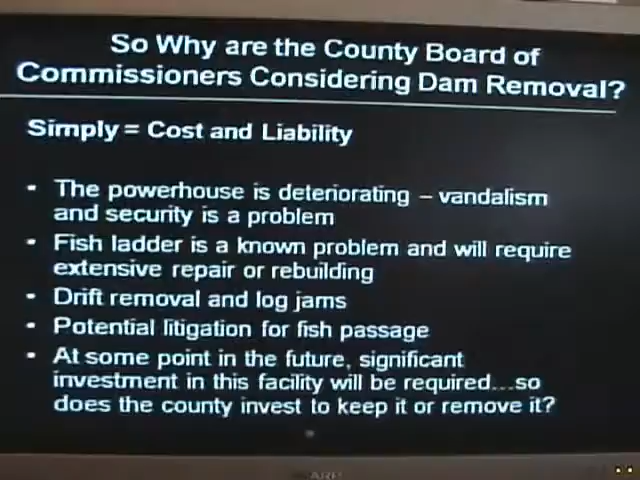 So Why are the County Board of
Commissioners Considering Dam Removal?
Simply = Cost and Liability
• The powerhouse is deteriorating – vandalism
and security is a problem
• Fish ladder is a known problem and will require
extensive repair or rebuilding
• Drift removal and log jams
• Potential litigation for fish passage
• At some point in the future, significant
investment in this facility will be required...so
does the county invest to keep it or remove it?